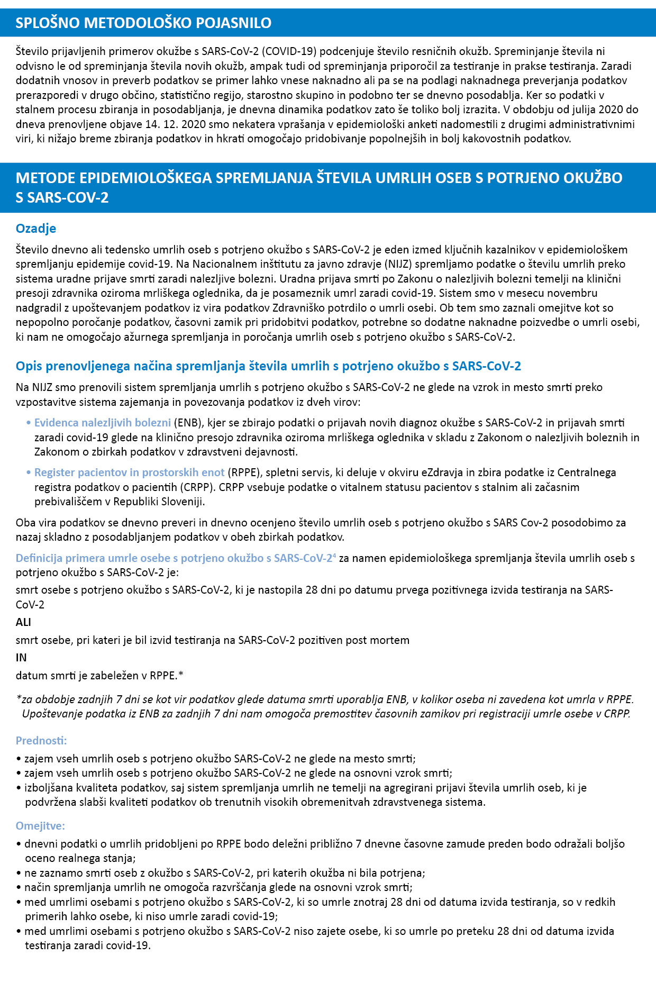 SPLOŠNO METODOLOŠKO POJASNILO
Število prijavljenih primerov okužbe s SARS-CoV-2 (COVID-19) podcenjuje število resničnih okužb. Spreminjanje števila ni
odvisno le od spreminjanja števila novih okužb, ampak tudi od spreminjanja priporočil za testiranje in prakse testiranja. Zaradi
dodatnih vnosov in preverb podatkov se primer lahko vnese naknadno ali pa se na podlagi naknadnega preverjanja podatkov
prerazporedi v drugo občino, statistično regijo, starostno skupino in podobno ter se dnevno posodablja. Ker so podatki v
stalnem procesu zbiranja in posodabljanja, je dnevna dinamika podatkov zato še toliko bolj izrazita. V obdobju od julija 2020 do
dneva prenovljene objave 14. 12. 2020 smo nekatera vprašanja v epidemiološki anketi nadomestili z drugimi administrativnimi
viri, ki nižajo breme zbiranja podatkov in hkrati omogočajo pridobivanje popolnejših in bolj kakovostnih podatkov.
METODE EPIDEMIOLOŠKEGA SPREMLJANJA ŠTEVILA UMRLIH OSEB S POTRJENO OKUŽBO
S SARS-COV-2
Ozadje
Število dnevno ali tedensko umrlih oseb s potrjeno okužbo s SARS-CoV-2 je eden izmed ključnih kazalnikov v epidemiološkem
spremljanju epidemije covid-19. Na Nacionalnem inštitutu za javno zdravje (NIJZ) spremljamo podatke o številu umrlih preko
sistema uradne prijave smrti zaradi nalezljive bolezni. Uradna prijava smrti po Zakonu o nalezljivih bolezni temelji na klinični
presoji zdravnika oziroma mrliškega oglednika, da je posameznik umrl zaradi covid-19. Sistem smo v mesecu novembru
nadgradil z upoštevanjem podatkov iz vira podatkov Zdravniško potrdilo o umrli osebi. Ob tem smo zaznali omejitve kot so
nepopolno poročanje podatkov, časovni zamik pri pridobitvi podatkov, potrebne so dodatne naknadne poizvedbe o umrli osebi,
ki nam ne omogočajo ažurnega spremljanja in poročanja umrlih oseb s potrjeno okužbo s SARS-CoV-2.
Opis prenovljenega načina spremljanja števila umrlih s potrjeno okužbo s SARS-CoV-2
Na NIJZ smo prenovili sistem spremljanja umrlih s potrjeno okužbo s SARS-CoV-2 ne glede na vzrok in mesto smrti preko
vzpostavitve sistema zajemanja in povezovanja podatkov iz dveh virov:
• Evidenca nalezljivih bolezni (ENB), kjer se zbirajo podatki o prijavah novih diagnoz okužbe s SARS-CoV-2 in prijavah smrti
zaradi covid-19 glede na klinično presojo zdravnika oziroma mrliškega oglednika v skladu z Zakonom o nalezljivih boleznih in
Zakonom o zbirkah podatkov v zdravstveni dejavnosti.
• Register pacientov in prostorskih enot (RPPE), spletni servis, ki deluje v okviru eZdravja in zbira podatke iz Centralnega
registra podatkov o pacientih (CRPP). CRPP vsebuje podatke o vitalnem statusu pacientov s stalnim ali začasnim
prebivališčem v Republiki Sloveniji.
Oba vira podatkov se dnevno preveri in dnevno ocenjeno število umrlih oseb s potrjeno okužbo s SARS Cov-2 posodobimo za
nazaj skladno z posodabljanjem podatkov v obeh zbirkah podatkov.
Definicija primera umrle osebe s potrjeno okužbo s SARS-CoV-2⁴ za namen epidemiološkega spremljanja števila umrlih oseb s
potrjeno okužbo s SARS-CoV-2 je:
smrt osebe s potrjeno okužbo s SARS-CoV-2, ki je nastopila 28 dni po datumu prvega pozitivnega izvida testiranja na SARS-
CoV-2
ALI
smrt osebe, pri kateri je bil izvid testiranja na SARS-CoV-2 pozitiven post mortem
IN
datum smrti je zabeležen v RPPE.*
*za obdobje zadnjih 7 dni se kot vir podatkov glede datuma smrti uporablja ENB, v kolikor oseba ni zavedena kot umrla v RPPE.
Upoštevanje podatka iz ENB za zadnjih 7 dni nam omogoča premostitev časovnih zamikov pri registraciji umrle osebe v CRPP.
Prednosti:
• zajem vseh umrlih oseb s potrjeno okužbo SARS-CoV-2 ne glede na mesto smrti;
• zajem vseh umrlih oseb s potrjeno okužbo SARS-CoV-2 ne glede na osnovni vzrok smrti;
• izboljšana kvaliteta podatkov, saj sistem spremljanja umrlih ne temelji na agregirani prijavi števila umrlih oseb, ki je
podvržena slabši kvaliteti podatkov ob trenutnih visokih obremenitvah zdravstvenega sistema.
Omejitve:
• dnevni podatki o umrlih pridobljeni po RPPE bodo deležni približno 7 dnevne časovne zamude preden bodo odražali boljšo
oceno realnega stanja;
• ne zaznamo smrti oseb z okužbo s SARS-CoV-2, pri katerih okužba ni bila potrjena;
• način spremljanja umrlih ne omogoča razvrščanja glede na osnovni vzrok smrti;
• med umrlimi osebami s potrjeno okužbo s SARS-CoV-2, ki so umrle znotraj 28 dni od datuma izvida testiranja, so v redkih
primerih lahko osebe, ki niso umrle zaradi covid-19;
• med umrlimi osebami s potrjeno okužbo s SARS-CoV-2 niso zajete osebe, ki so umrle po preteku 28 dni od datuma izvida
testiranja zaradi covid-19.